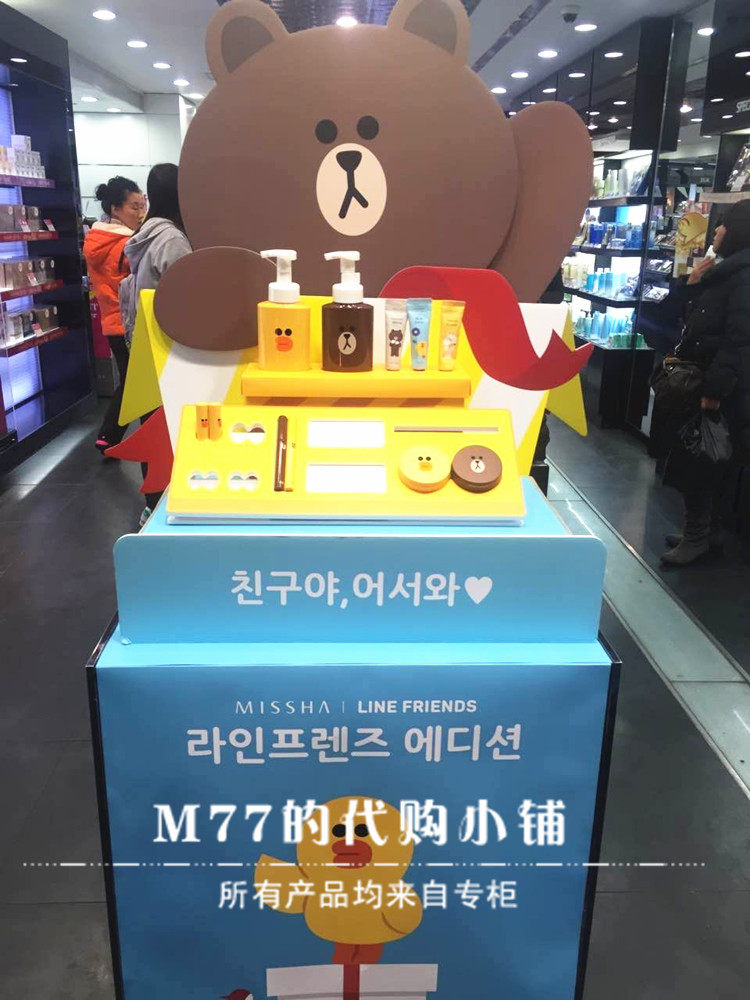 친구야,어서와♥
MISSHA | LINE FRIENDS
라인프렌즈 에디션
M77的代购小铺
所有产品均来自专柜